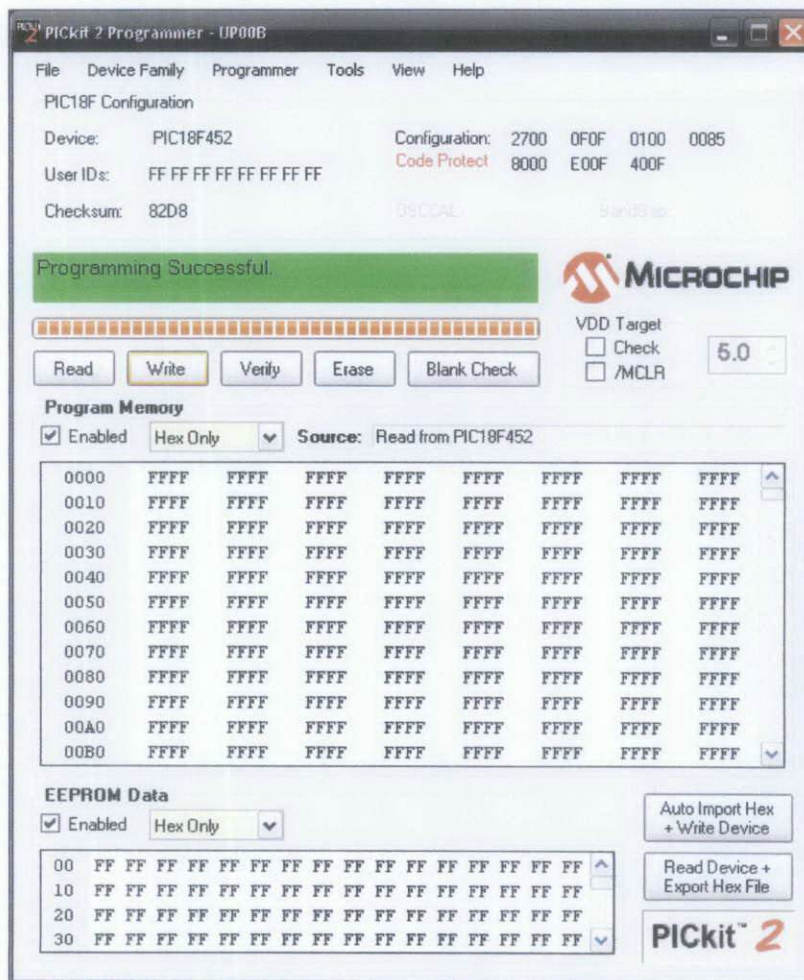 PICkit 2 Programmer - UP00B
File Device Family Programmer Tools View Help
PIC18F Configuration
Device: PIC18F452 Configuration: 2700 0F0F 0100 0085
Code Protect 8000 E00F 400F
User IDs: FF FF FF FF FF FF FF FF
Checksum: 82D8 OSCCAL: BandGap:
Programming Successful.
MICROCHIP
VDD Target
Check
/MCLR
5.0
Read Write Verify Erase Blank Check
Program Memory
Enabled Hex Only Source: Read from PIC18F452
0000 FFFF FFFF FFFF FFFF FFFF FFFF FFFF FFFF
0010 FFFF FFFF FFFF FFFF FFFF FFFF FFFF FFFF
0020 FFFF FFFF FFFF FFFF FFFF FFFF FFFF FFFF
0030 FFFF FFFF FFFF FFFF FFFF FFFF FFFF FFFF
0040 FFFF FFFF FFFF FFFF FFFF FFFF FFFF FFFF
0050 FFFF FFFF FFFF FFFF FFFF FFFF FFFF FFFF
0060 FFFF FFFF FFFF FFFF FFFF FFFF FFFF FFFF
0070 FFFF FFFF FFFF FFFF FFFF FFFF FFFF FFFF
0080 FFFF FFFF FFFF FFFF FFFF FFFF FFFF FFFF
0090 FFFF FFFF FFFF FFFF FFFF FFFF FFFF FFFF
00A0 FFFF FFFF FFFF FFFF FFFF FFFF FFFF FFFF
00B0 FFFF FFFF FFFF FFFF FFFF FFFF FFFF FFFF
EEPROM Data
Enabled Hex Only
Auto Import Hex
+ Write Device
Read Device +
Export Hex File
00 FF FF FF FF FF FF FF FF FF FF FF FF FF FF FF FF
10 FF FF FF FF FF FF FF FF FF FF FF FF FF FF FF FF
20 FF FF FF FF FF FF FF FF FF FF FF FF FF FF FF FF
30 FF FF FF FF FF FF FF FF FF FF FF FF FF FF FF FF
PICkit™ 2